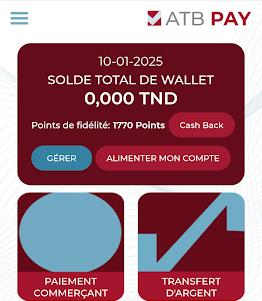 ATB PAY
10-01-2025
SOLDE TOTAL DE WALLET
0,000 TND
Points de fidélité: 1770 Points Cash Back
GÉRER ALIMENTER MON COMPTE
PAIEMENT
COMMERÇANT
TRANSFERT
D'ARGENT